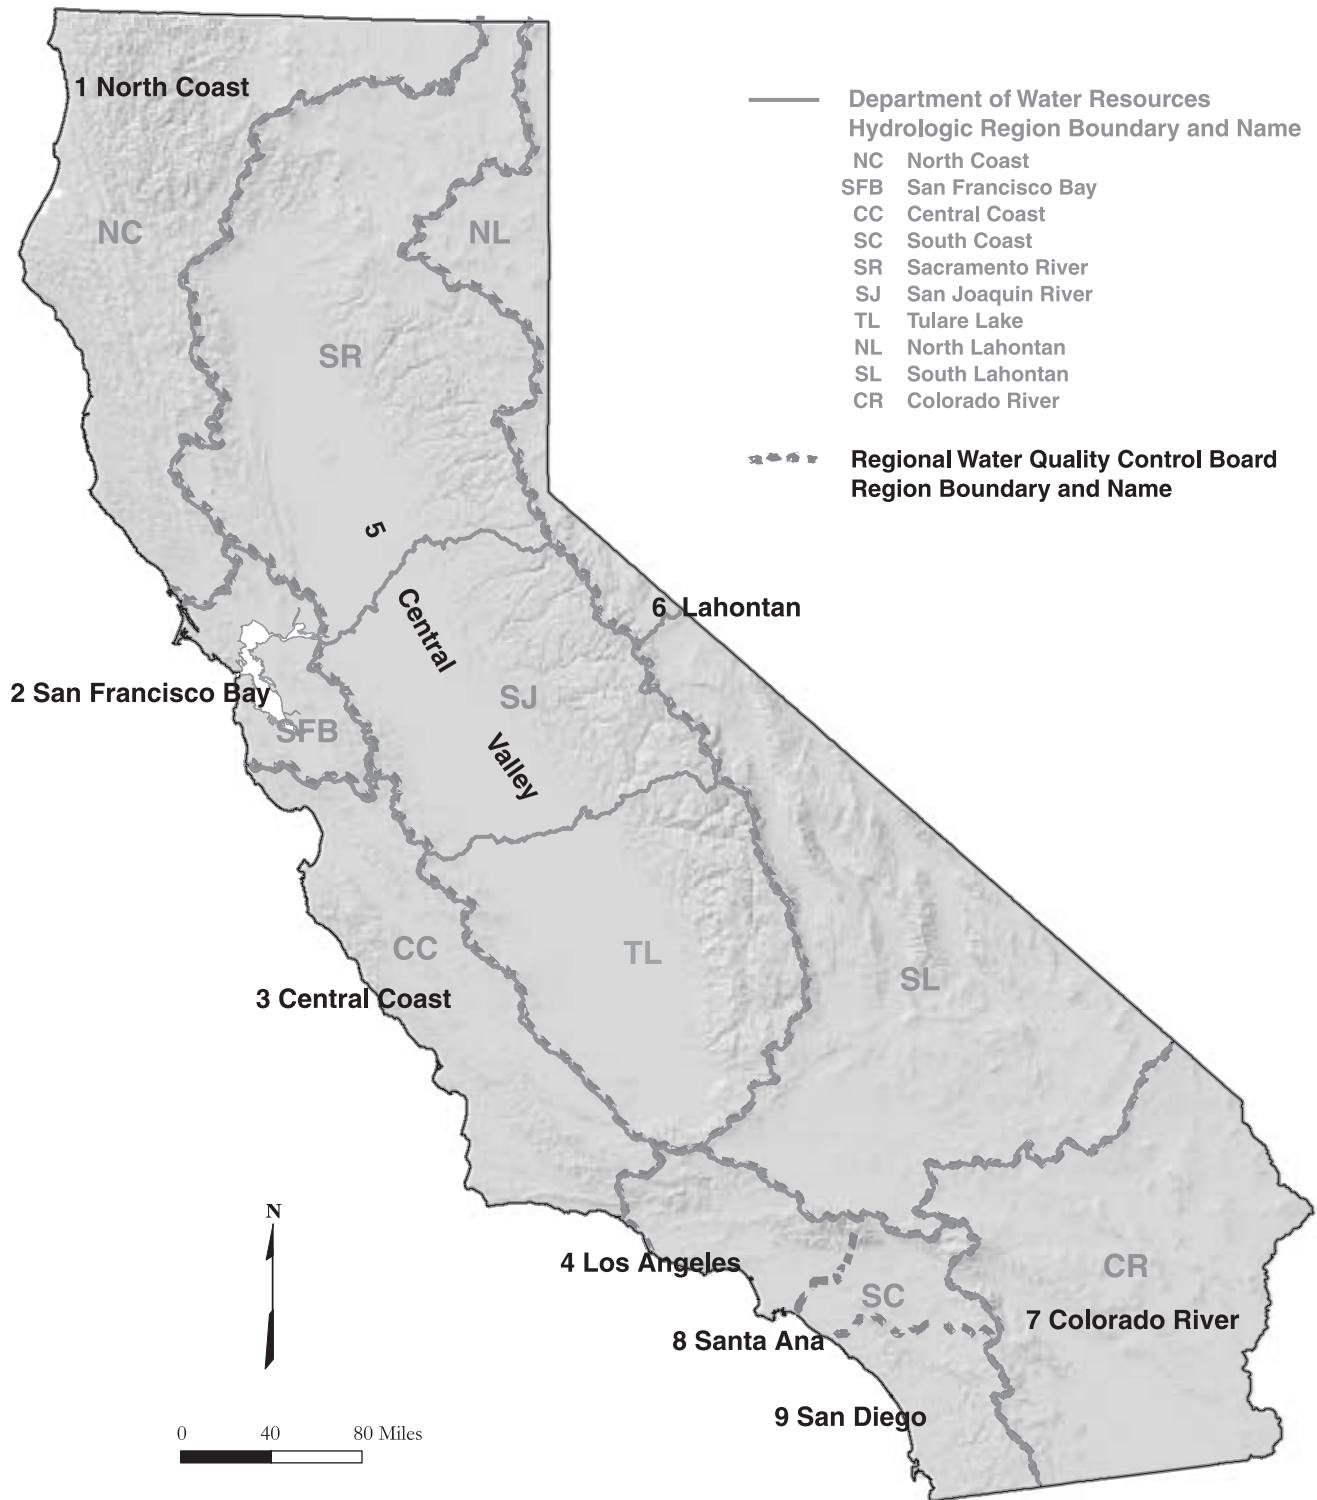 1 North Coast
Department of Water Resources
Hydrologic Region Boundary and Name
NC North Coast
SFB San Francisco Bay
CC Central Coast
SC South Coast
SR Sacramento River
SJ San Joaquin River
TL Tulare Lake
NL North Lahontan
SL South Lahontan
CR Colorado River
Regional Water Quality Control Board
Region Boundary and Name
NC
NL
SR
5
Central
Valley
6 Lahontan
2 San Francisco Bay
SJ
SFB
CC
TL
SL
3 Central Coast
N
4 Los Angeles
CR
SC
7 Colorado River
8 Santa Ana
9 San Diego
0 40 80 Miles